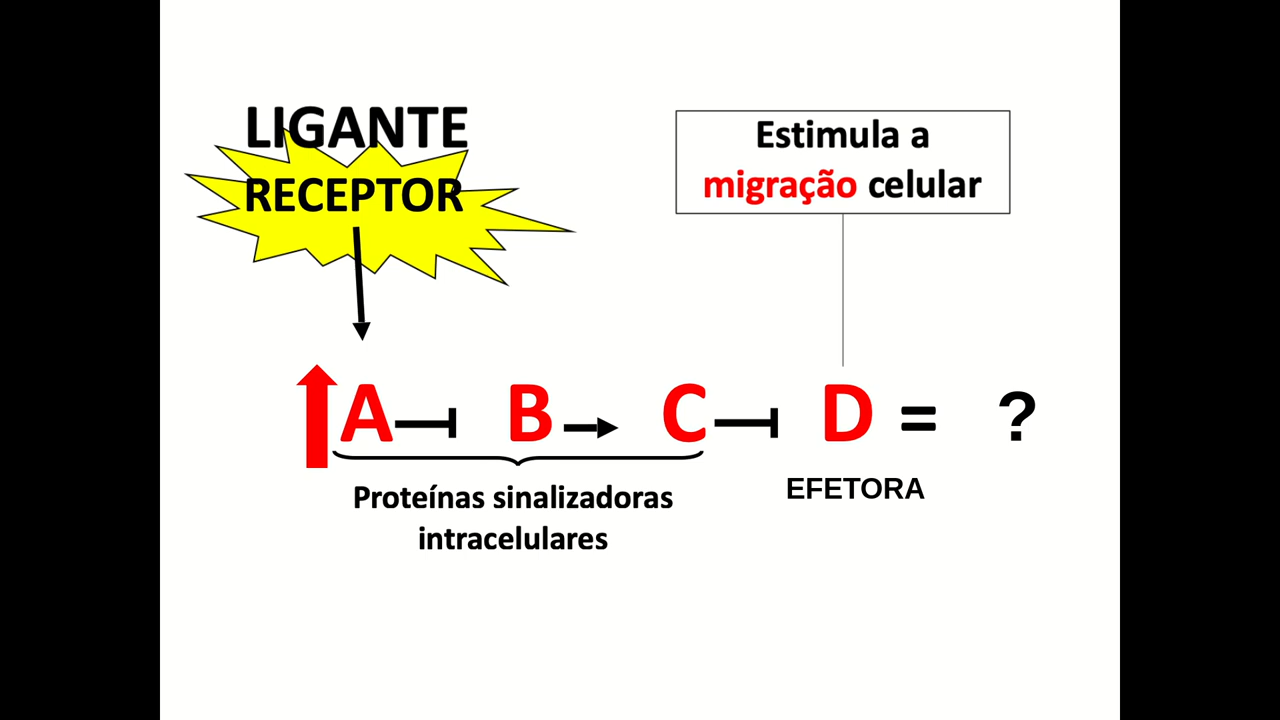 LIGANTE
RECEPTOR
Estimula a
migração celular
A B C D = ?
EFETORA
Proteínas sinalizadoras
intracelulares